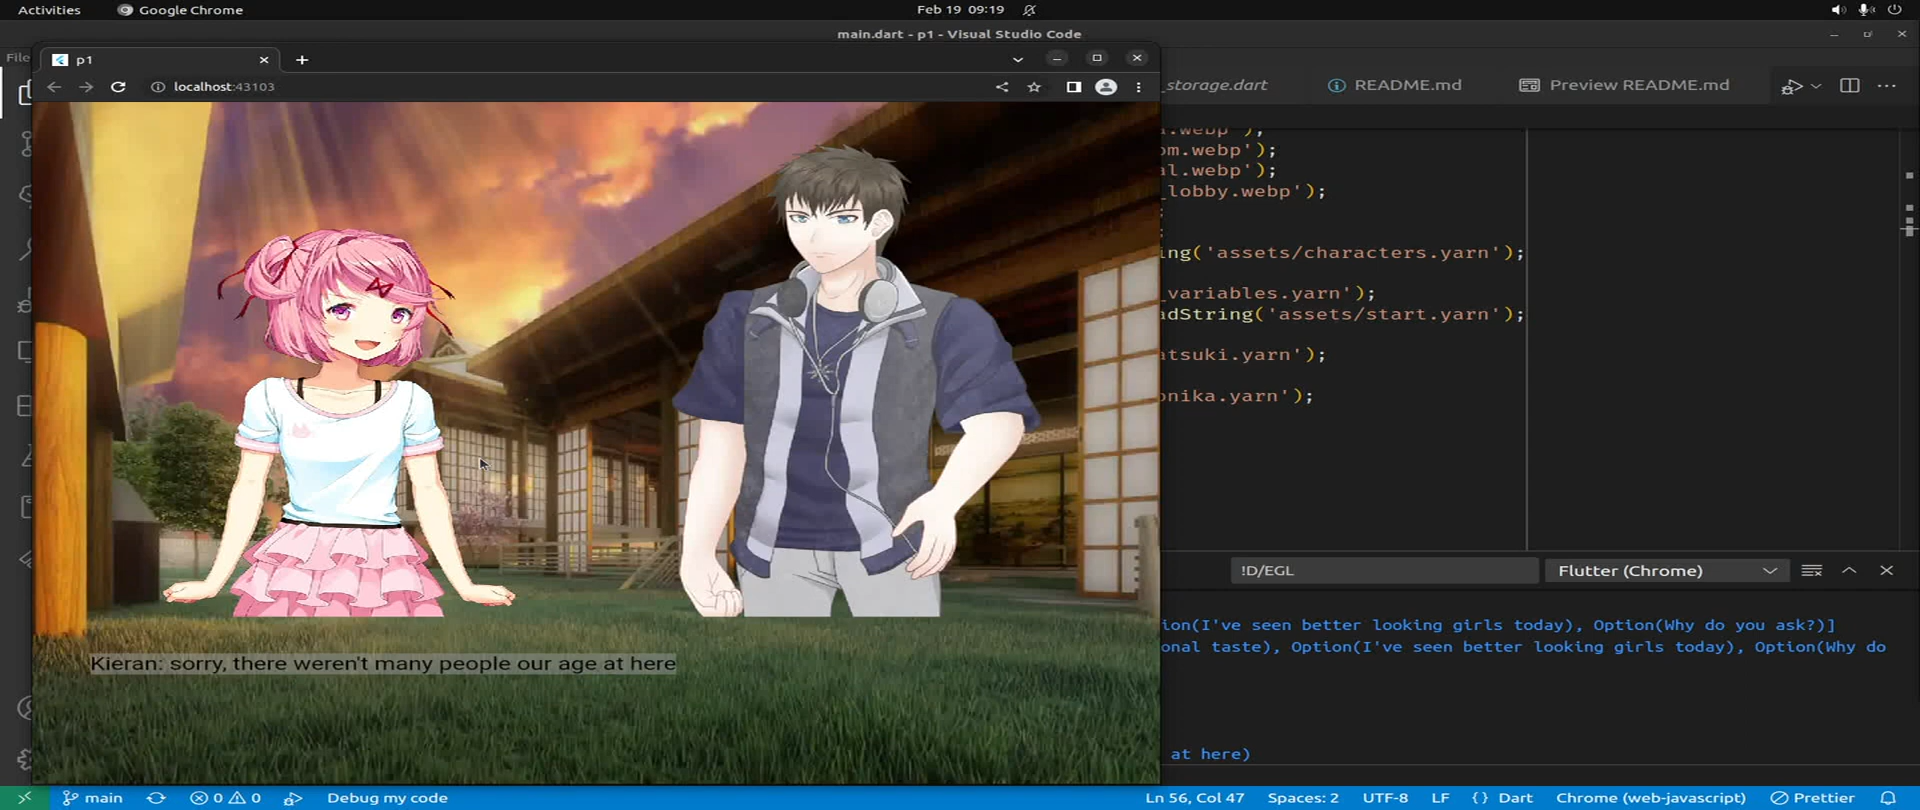 Activities
Google Chrome
Feb 19 09:19
main.dart - p1 - Visual Studio Code
File
p1
localhost:43103
_storage.dart
README.md
Preview README.md
a.webp');
om.webp');
al.webp');
_lobby.webp');
;
;
ing('assets/characters.yarn');
_variables.yarn');
adString('assets/start.yarn');
atsuki.yarn');
onika.yarn');
!D/EGL
Flutter (Chrome)
ion(I've seen better looking girls today), Option(Why do you ask?)]
onal taste), Option(I've seen better looking girls today), Option(Why do
Kieran: sorry, there weren't many people our age at here
at here)
main
0
0
Debug my code
Ln 56, Col 47
Spaces: 2
UTF-8
LF
{ } Dart
Chrome (web-javascript)
Prettier